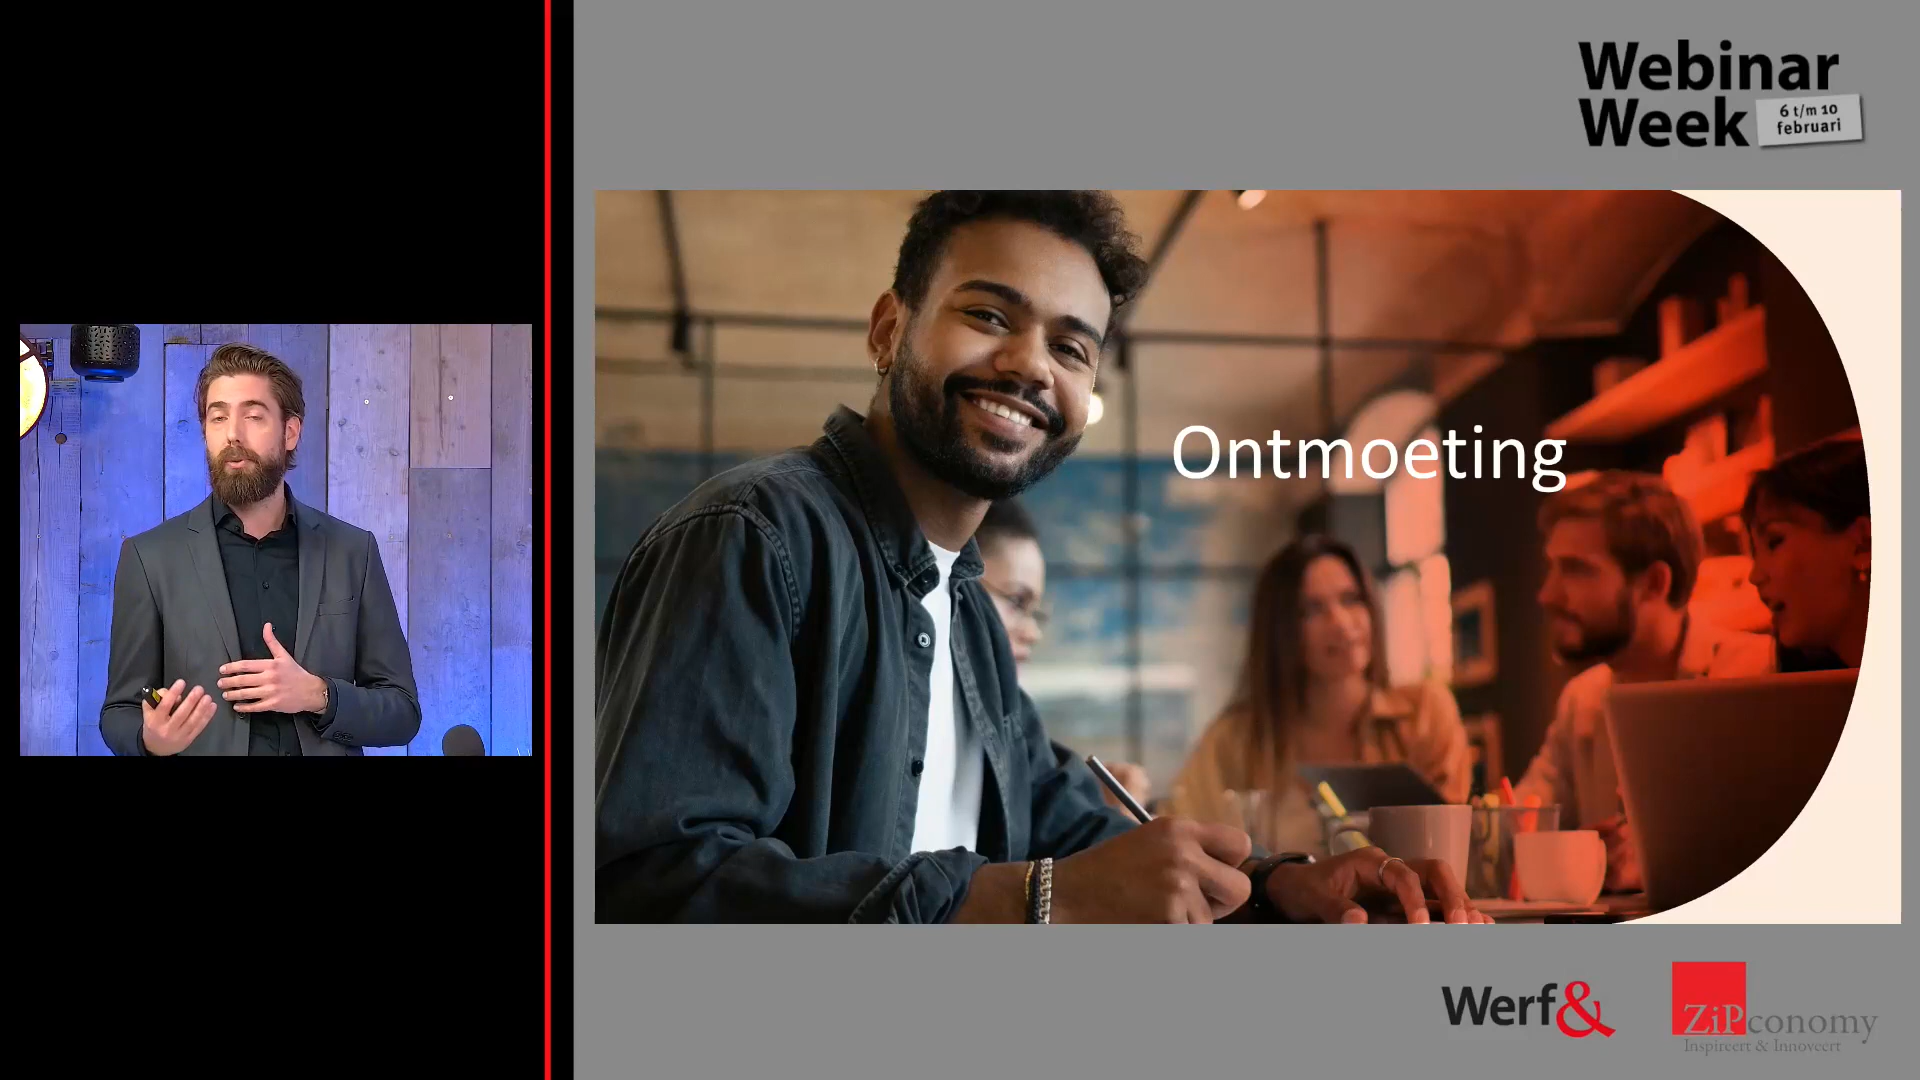 Webinar
Week
6 t/m 10
februari
Ontmoeting
Werf&
ZiPconomy
Inspireert & Innoveert